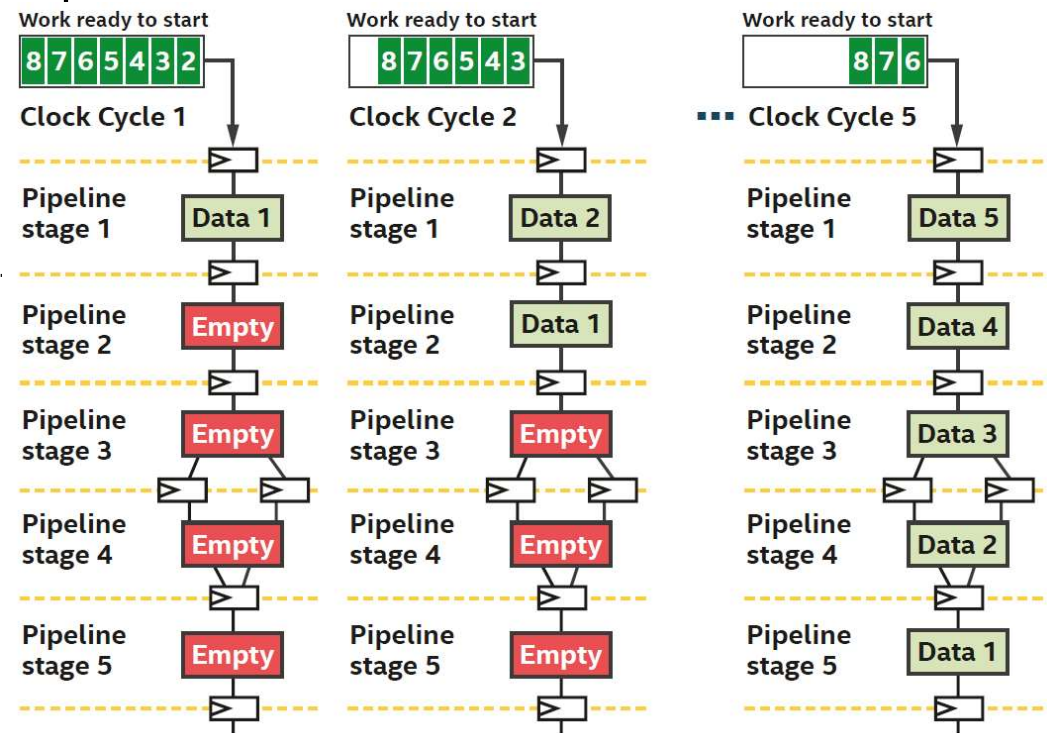 Work ready to start
8 7 6 5 4 3 2
Clock Cycle 1
Pipeline
stage 1
Data 1
Pipeline
stage 2
Empty
Pipeline
stage 3
Empty
Pipeline
stage 4
Empty
Pipeline
stage 5
Empty
Work ready to start
8 7 6 5 4 3
Clock Cycle 2
Pipeline
stage 1
Data 2
Pipeline
stage 2
Data 1
Pipeline
stage 3
Empty
Pipeline
stage 4
Empty
Pipeline
stage 5
Empty
Work ready to start
8 7 6
... Clock Cycle 5
Pipeline
stage 1
Data 5
Pipeline
stage 2
Data 4
Pipeline
stage 3
Data 3
Pipeline
stage 4
Data 2
Pipeline
stage 5
Data 1